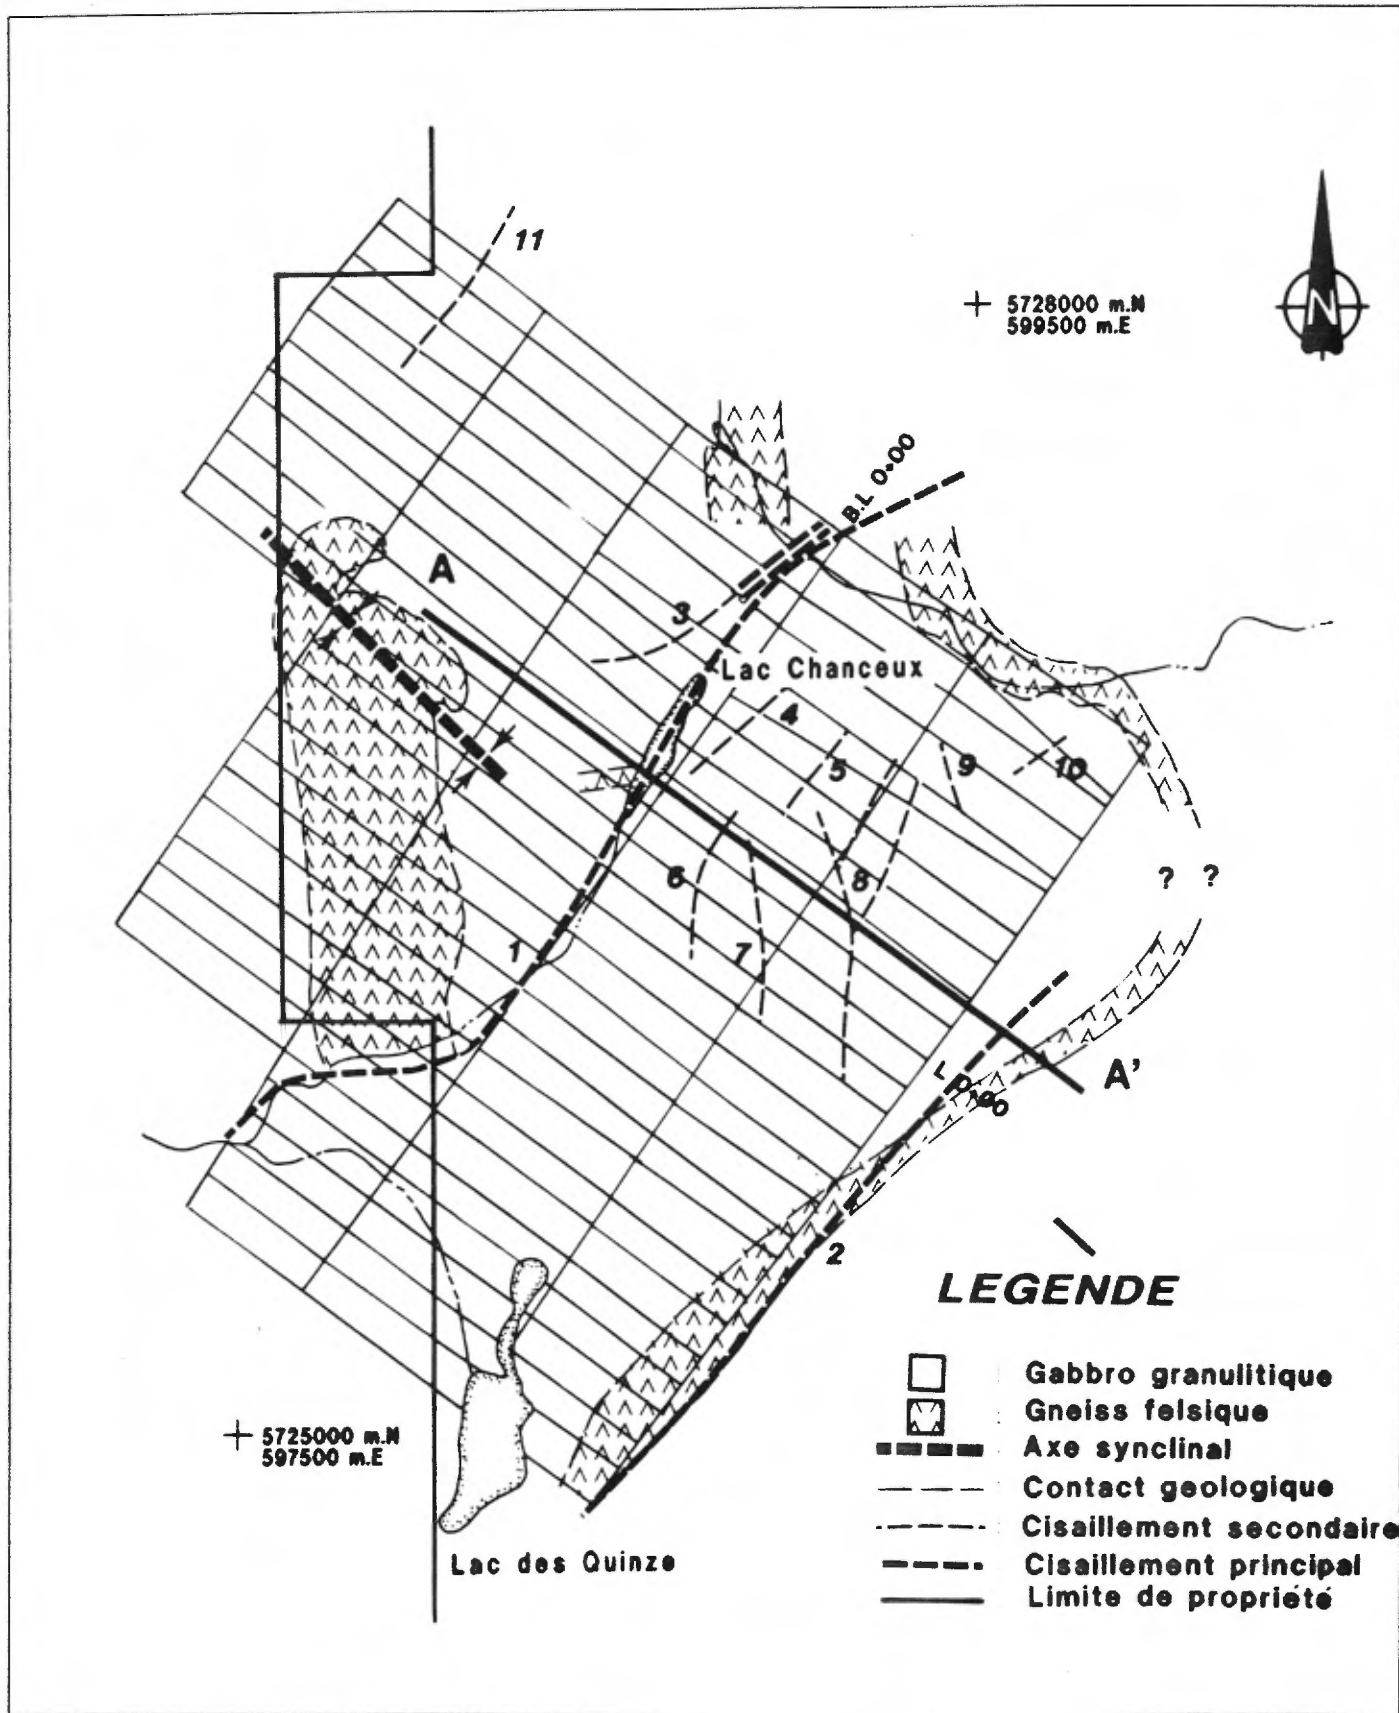 11
5728000 m.N
599500 m.E
N
B.L 0+00
A
3
Lac Chanceux
4
5
9
10
6
8
? ?
7
1
A'
L
2
LEGENDE
Gabbro granulitique
Gneiss felsique
Axe synclinal
5725000 m.N
597500 m.E
Contact geologique
Cisaillement secondaire
Lac des Quinze
Cisaillement principal
Limite de propriété